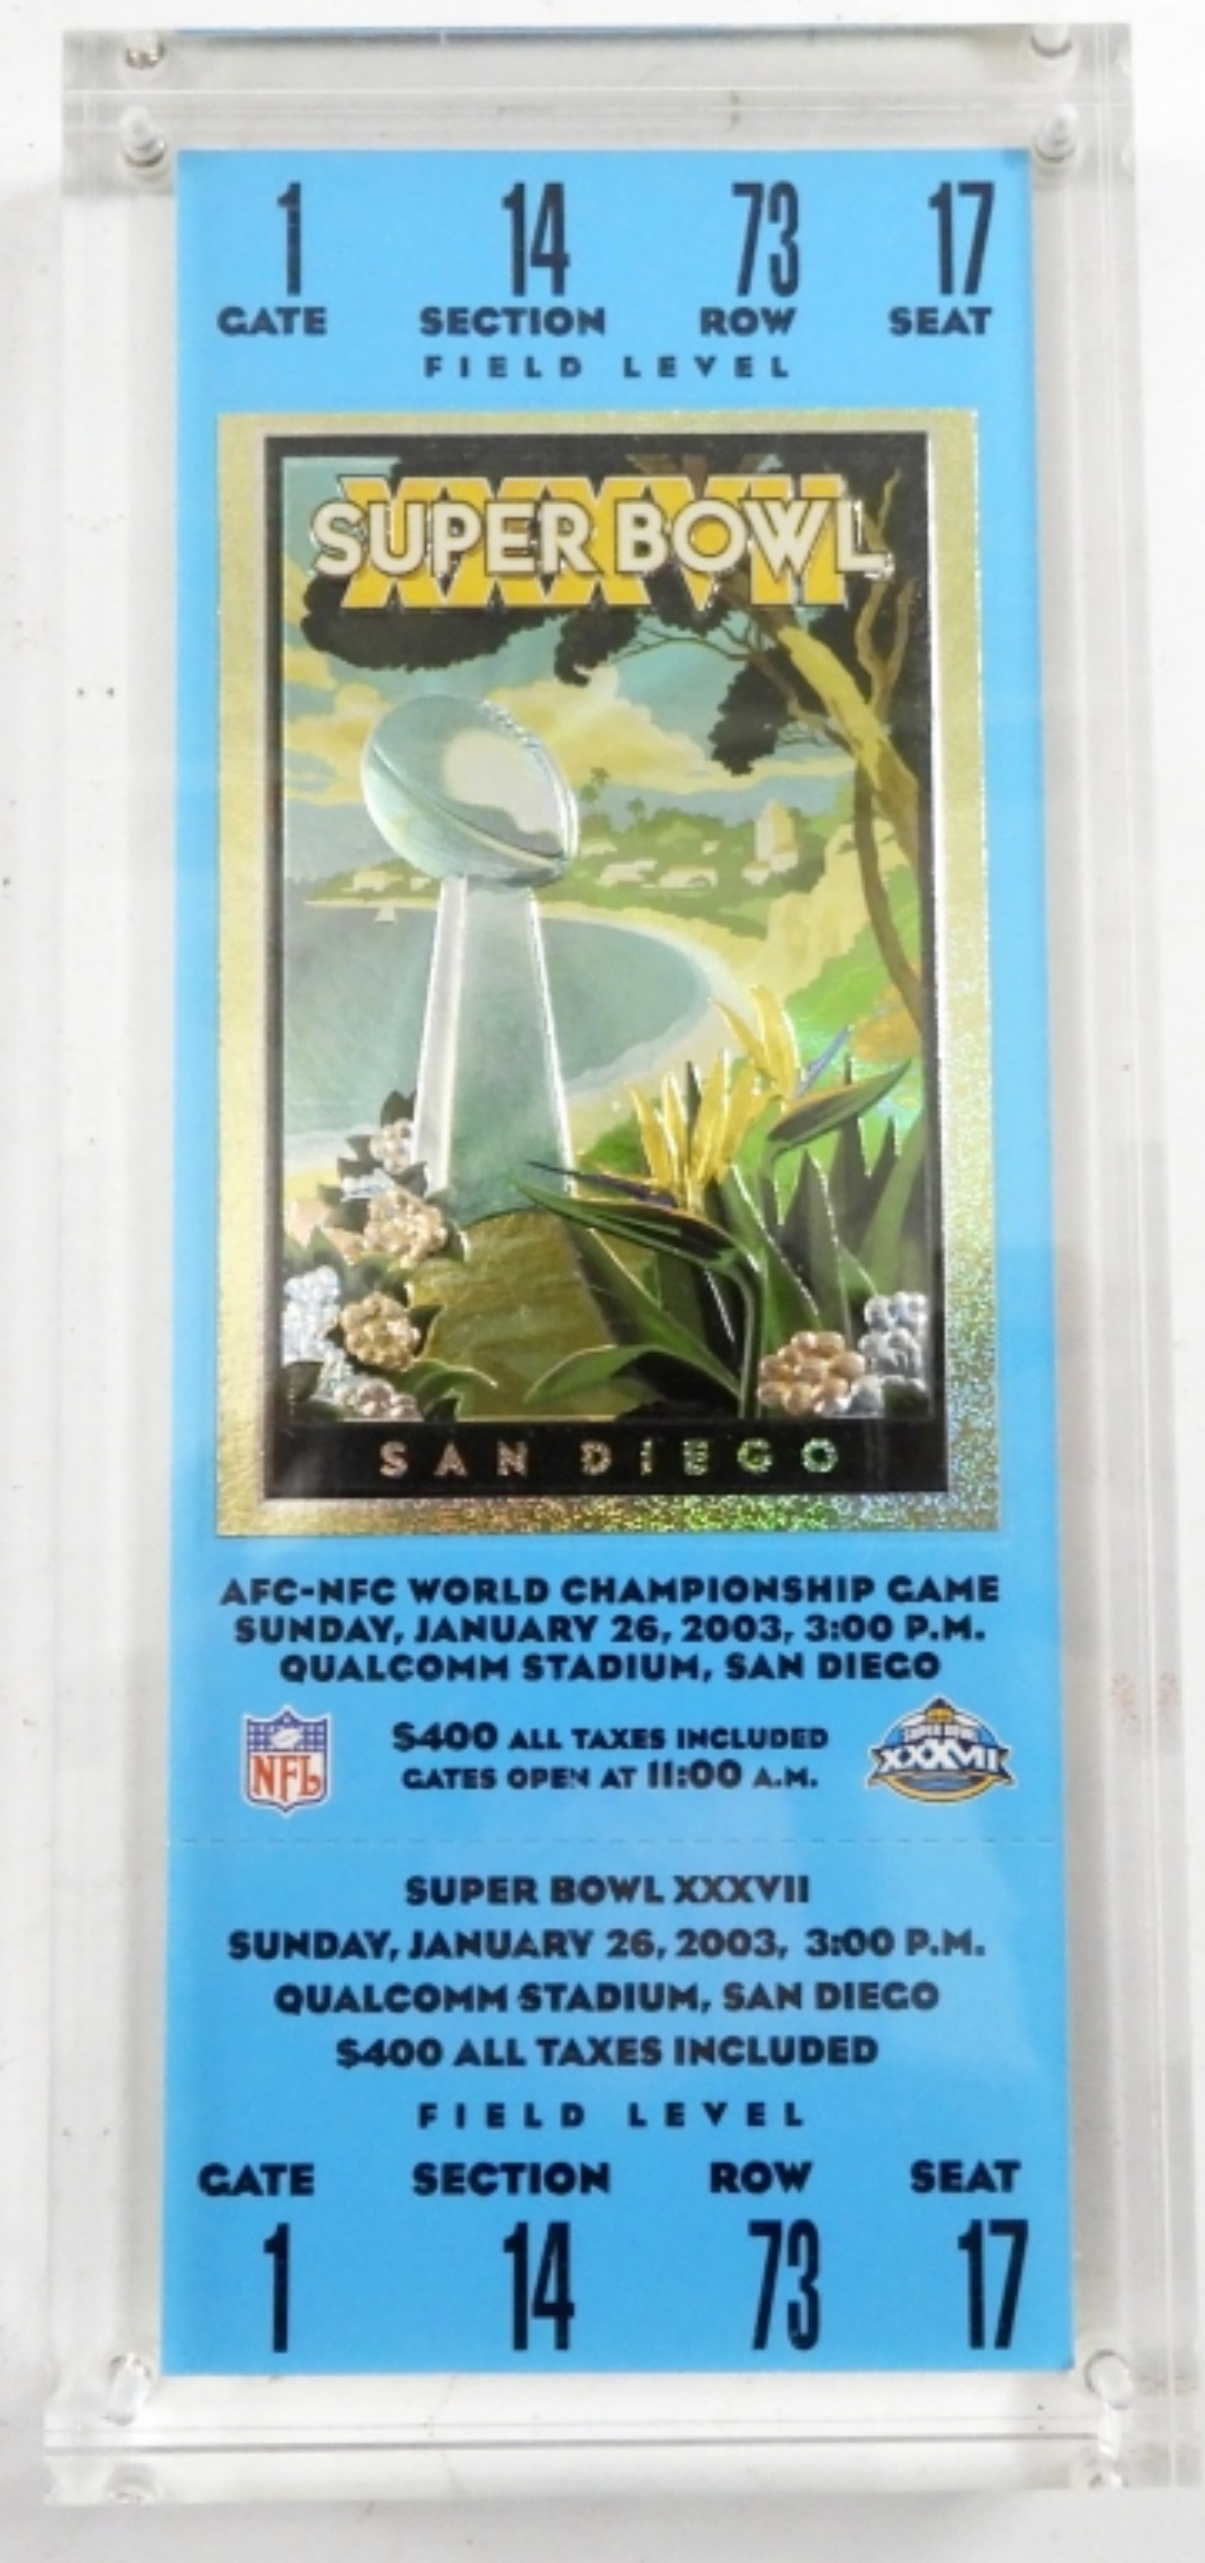 1 14 73 17
GATE SECTION ROW SEAT
FIELD LEVEL
XXXVII
SUPER BOWL
SAN DIEGO
AFC-NFC WORLD CHAMPIONSHIP GAME
SUNDAY, JANUARY 26, 2003, 3:00 P.M.
QUALCOMM STADIUM, SAN DIEGO
NFL
$400 ALL TAXES INCLUDED
GATES OPEN AT 11:00 A.M.
SUPER BOWL
XXXVII
SUPER BOWL XXXVII
SUNDAY, JANUARY 26, 2003, 3:00 P.M.
QUALCOMM STADIUM, SAN DIEGO
$400 ALL TAXES INCLUDED
FIELD LEVEL
GATE SECTION ROW SEAT
1 14 73 17